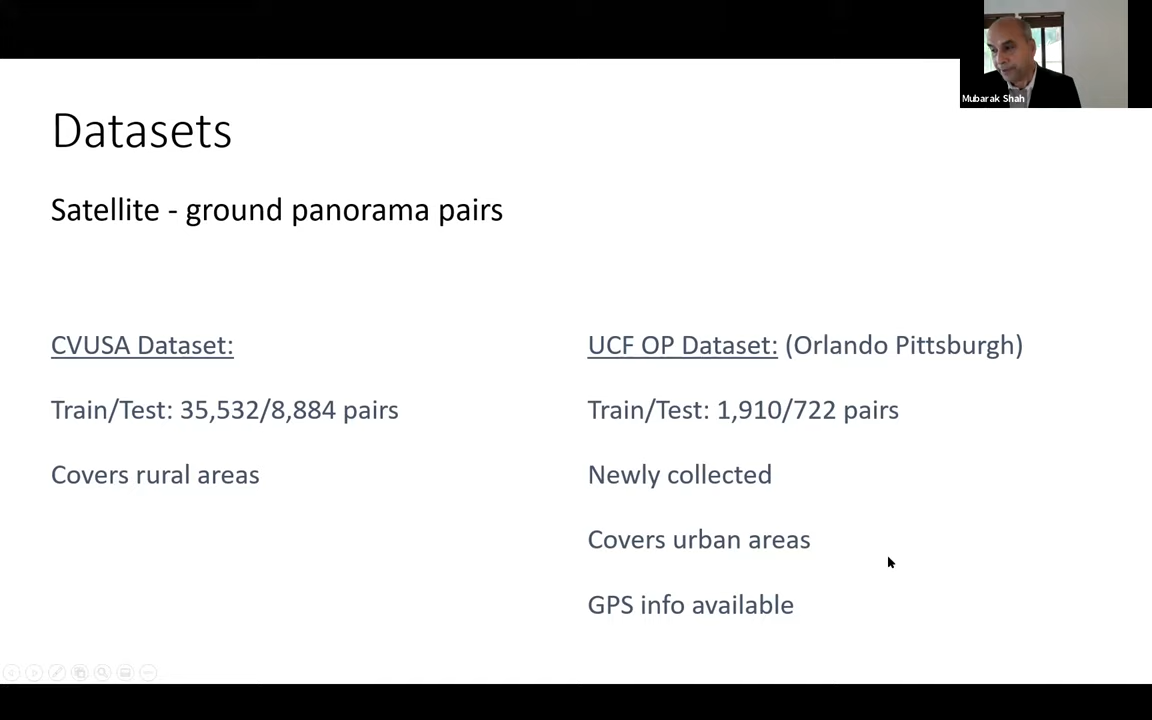 Mubarak Shah
Datasets
Satellite - ground panorama pairs
CVUSA Dataset:
Train/Test: 35,532/8,884 pairs
Covers rural areas
UCF OP Dataset: (Orlando Pittsburgh)
Train/Test: 1,910/722 pairs
Newly collected
Covers urban areas
GPS info available